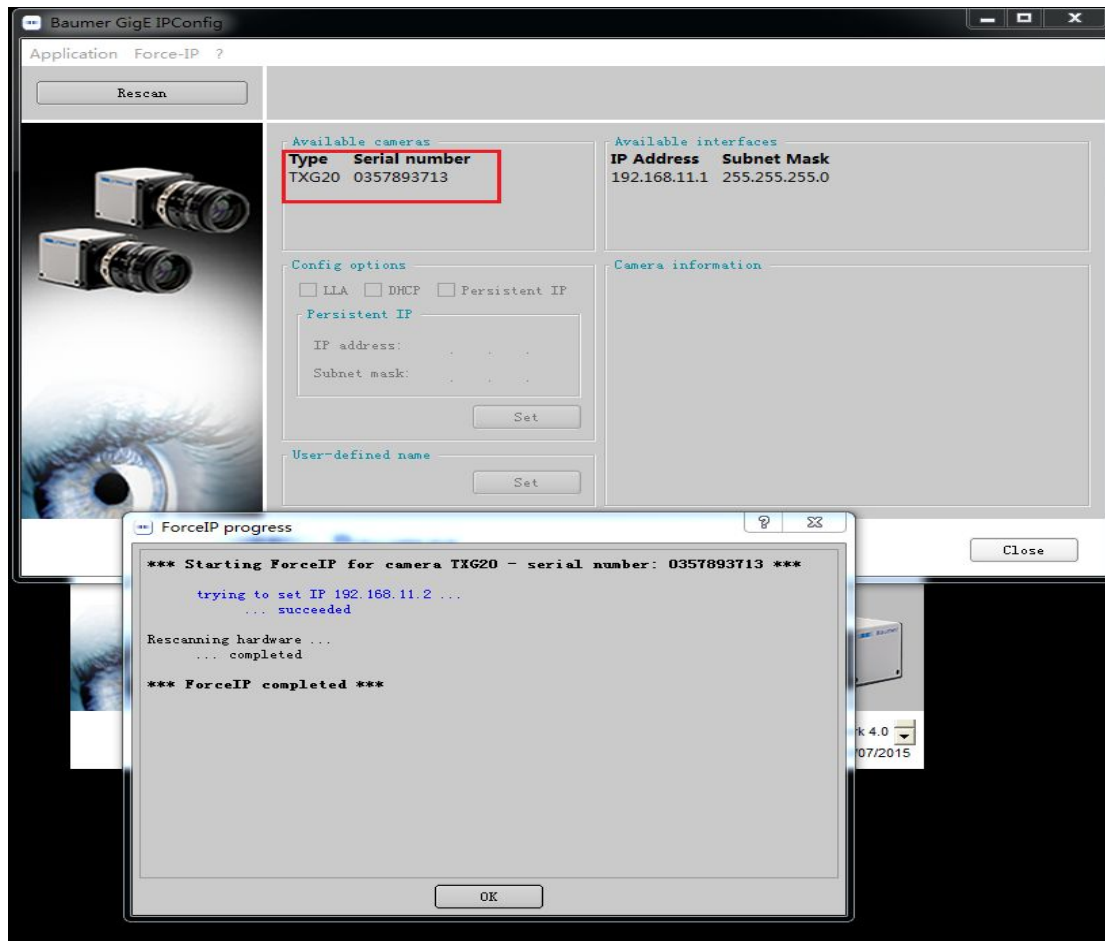 Baumer GigE IPConfig
Application Force-IP ?
Rescan
Available cameras
Type Serial number
TXG20 0357893713
Available interfaces
IP Address Subnet Mask
192.168.11.1 255.255.255.0
Config options
LLA DHCP Persistent IP
Persistent IP
IP address: . . .
Subnet mask: . . .
Set
User-defined name
Set
Camera information
Close
ForceIP progress
*** Starting ForceIP for camera TXG20 - serial number: 0357893713 ***
trying to set IP 192.168.11.2 ...
... succeeded
Rescanning hardware ...
... completed
*** ForceIP completed ***
OK
Baumer
k 4.0
/07/2015